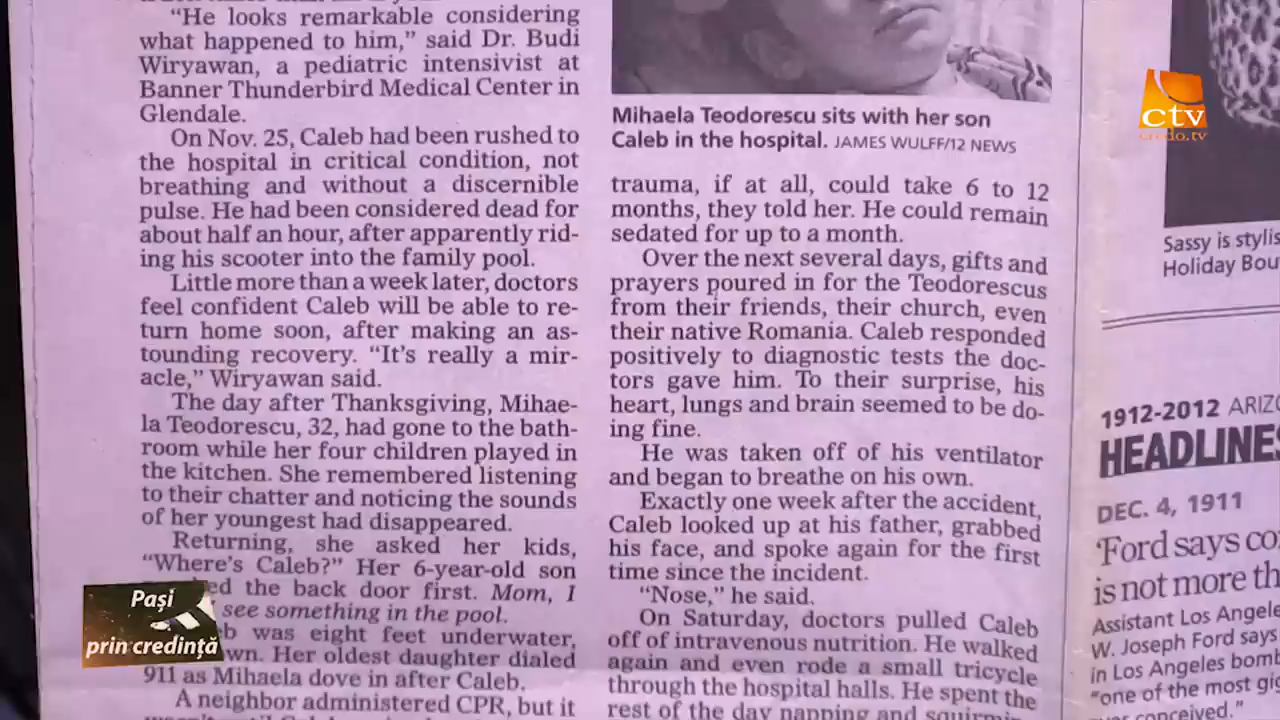 “He looks remarkable considering
what happened to him,” said Dr. Budi
Wiryawan, a pediatric intensivist at
Banner Thunderbird Medical Center in
Glendale.
On Nov. 25, Caleb had been rushed to
the hospital in critical condition, not
breathing and without a discernible
pulse. He had been considered dead for
about half an hour, after apparently rid-
ing his scooter into the family pool.
Little more than a week later, doctors
feel confident Caleb will be able to re-
turn home soon, after making an as-
tounding recovery. “It’s really a mir-
acle,” Wiryawan said.
The day after Thanksgiving, Mihae-
la Teodorescu, 32, had gone to the bath-
room while her four children played in
the kitchen. She remembered listening
to their chatter and noticing the sounds
of her youngest had disappeared.
Returning, she asked her kids,
“Where’s Caleb?” Her 6-year-old son
the back door first. Mom, I
see something in the pool.
was eight feet underwater,
Her oldest daughter dialed
911 as Mihaela dove in after Caleb.
A neighbor administered CPR, but it
Mihaela Teodorescu sits with her son
Caleb in the hospital. JAMES WULFF/12 NEWS
trauma, if at all, could take 6 to 12
months, they told her. He could remain
sedated for up to a month.
Over the next several days, gifts and
prayers poured in for the Teodorescus
from their friends, their church, even
their native Romania. Caleb responded
positively to diagnostic tests the doc-
tors gave him. To their surprise, his
heart, lungs and brain seemed to be do-
ing fine.
He was taken off of his ventilator
and began to breathe on his own.
Exactly one week after the accident,
Caleb looked up at his father, grabbed
his face, and spoke again for the first
time since the incident.
“Nose,” he said.
On Saturday, doctors pulled Caleb
off of intravenous nutrition. He walked
again and even rode a small tricycle
through the hospital halls. He spent the
rest of the day napping and
Sassy is
Holiday
1912-2012
HEADLINES
DEC. 4, 1911
‘Ford says
is not more
Assistant Los
W. Joseph Ford says
in Los Angeles
“one of the most
conceived.”
ctv
credo.tv
Pași
prin credință